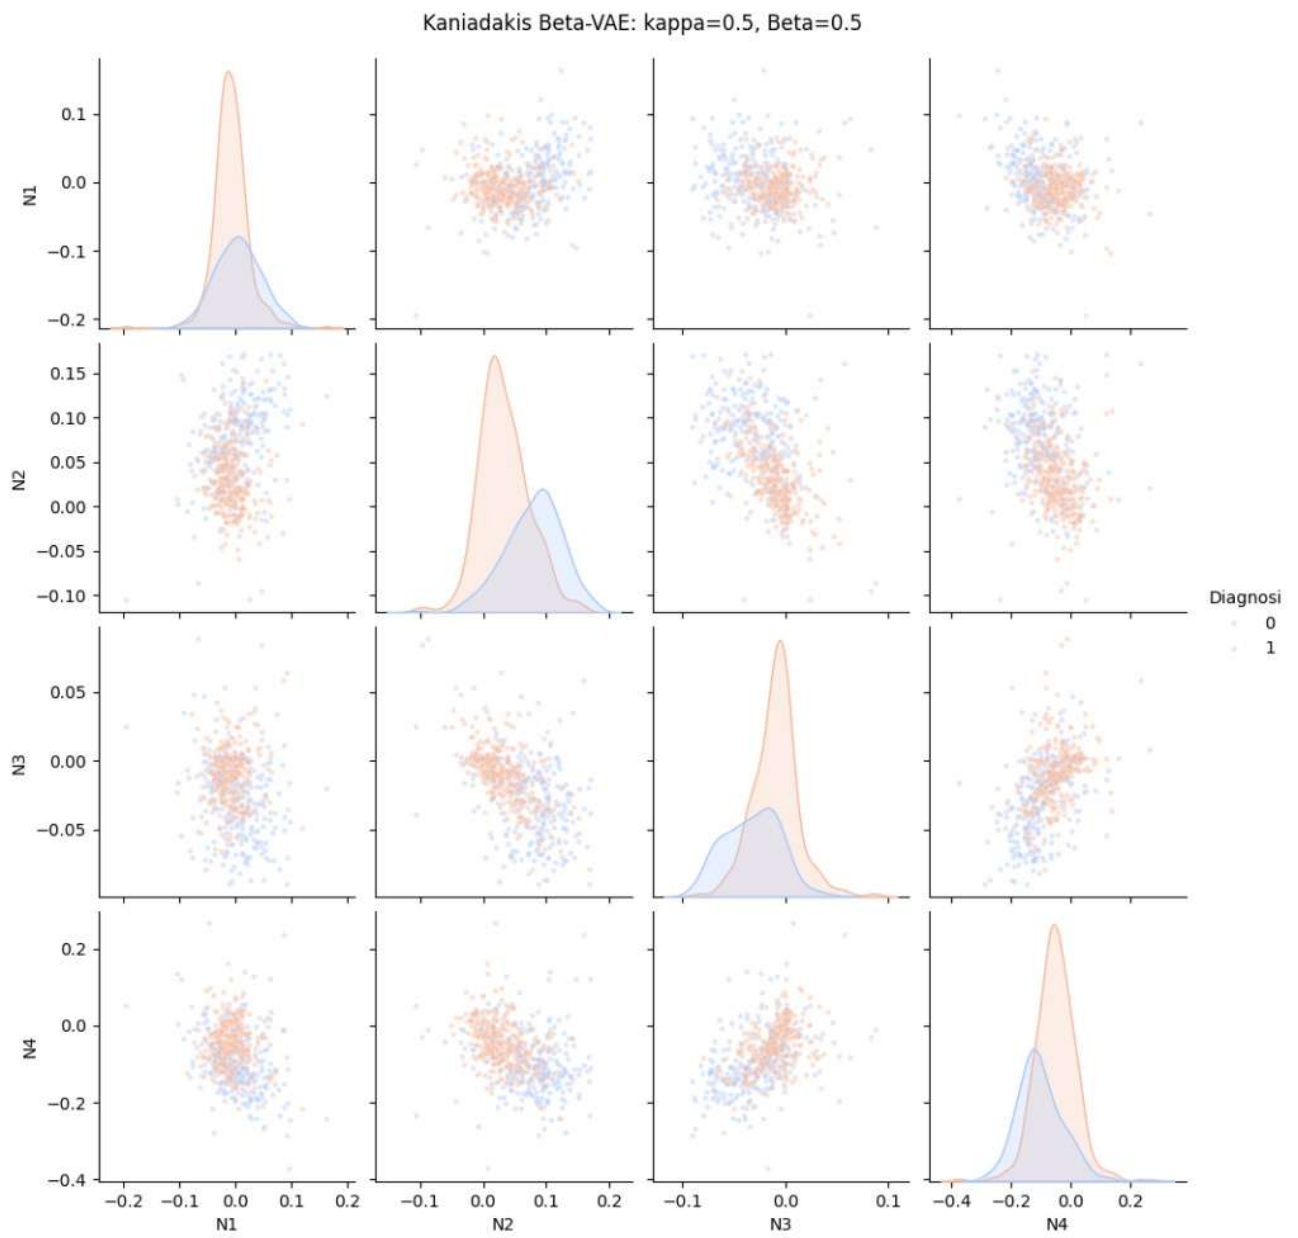 Kaniadakis Beta-VAE: kappa=0.5, Beta=0.5
0.1
0.0
−0.1
−0.2
N1
0.15
0.10
0.05
0.00
−0.05
−0.10
N2
0.05
0.00
−0.05
N3
0.2
0.0
−0.2
−0.4
N4
−0.2 −0.1 0.0 0.1 0.2
N1
−0.1 0.0 0.1 0.2
N2
−0.1 0.0 0.1
N3
−0.4 −0.2 0.0 0.2
N4
Diagnosi
0
1